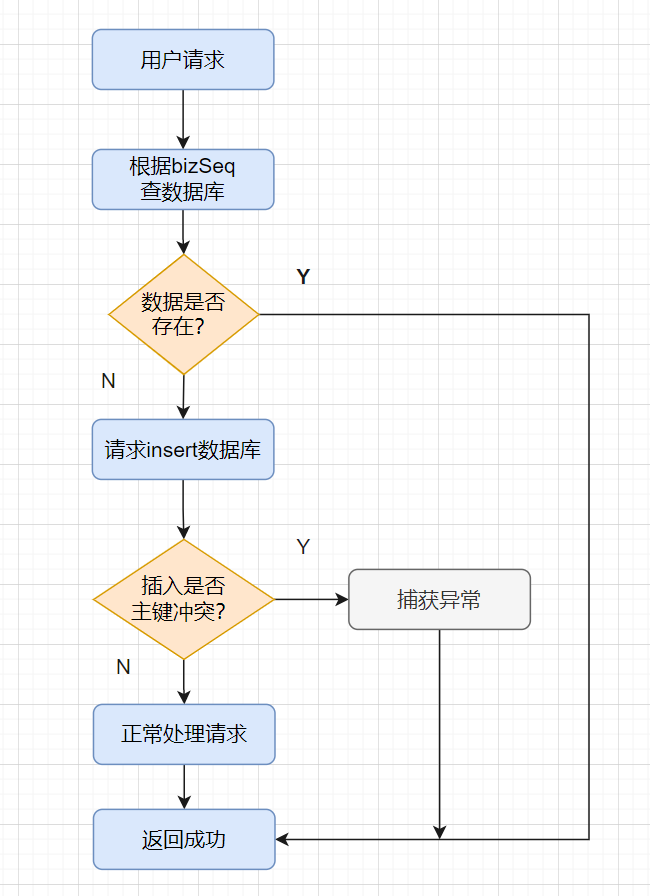 用户请求
根据bizSeq
查数据库
数据是否
存在?
Y
N
请求insert数据库
插入是否
主键冲突?
Y
捕获异常
N
正常处理请求
返回成功